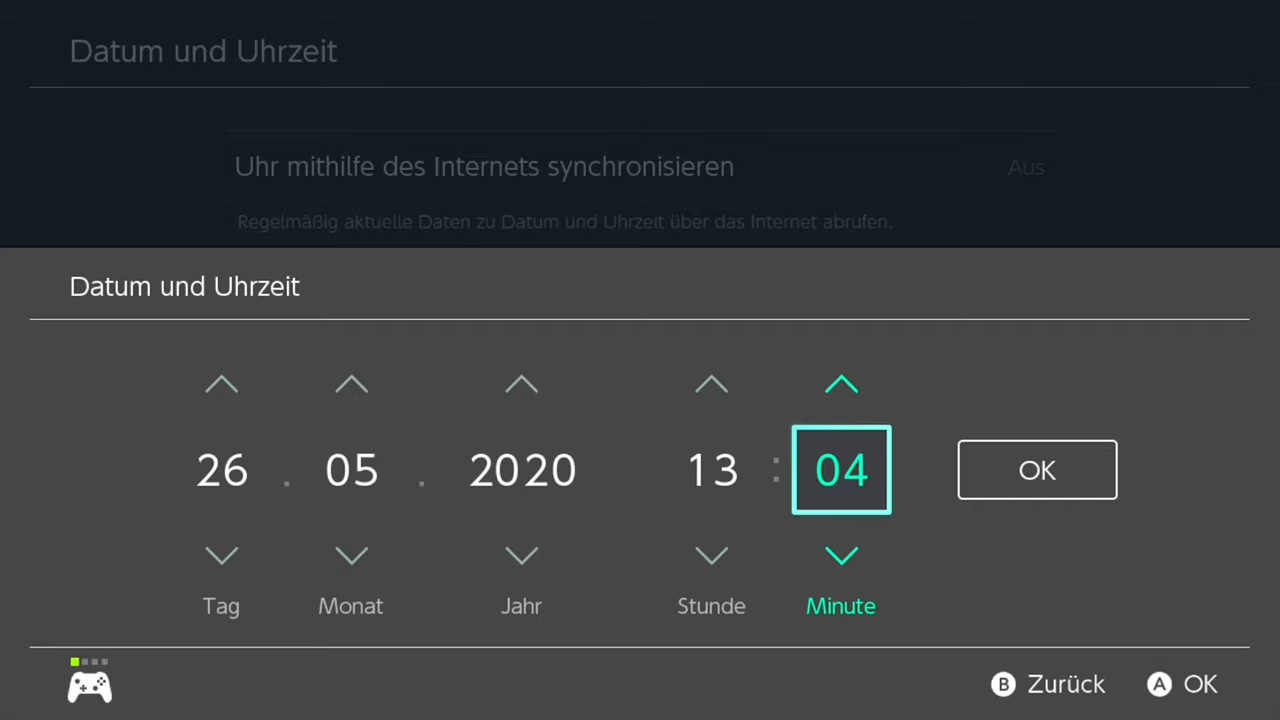 Datum und Uhrzeit
Uhr mithilfe des Internets synchronisieren Aus
Regelmäßig aktuelle Daten zu Datum und Uhrzeit über das Internet abrufen.
Datum und Uhrzeit
26 . 05 . 2020 13 : 04 OK
Tag Monat Jahr Stunde Minute
B Zurück A OK